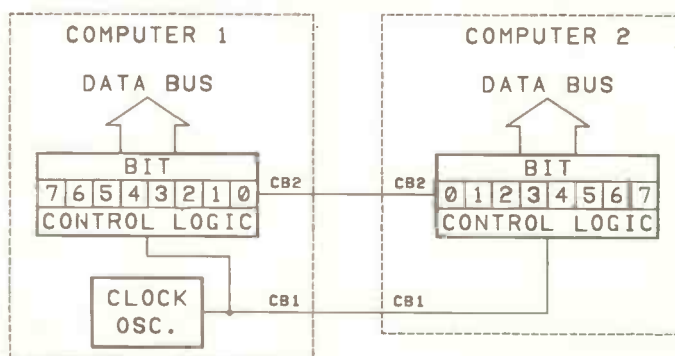 COMPUTER 1
DATA BUS
BIT
7 6 5 4 3 2 1 0
CONTROL LOGIC
CLOCK
OSC.
CB2
CB1
COMPUTER 2
DATA BUS
BIT
0 1 2 3 4 5 6 7
CONTROL LOGIC
CB2
CB1